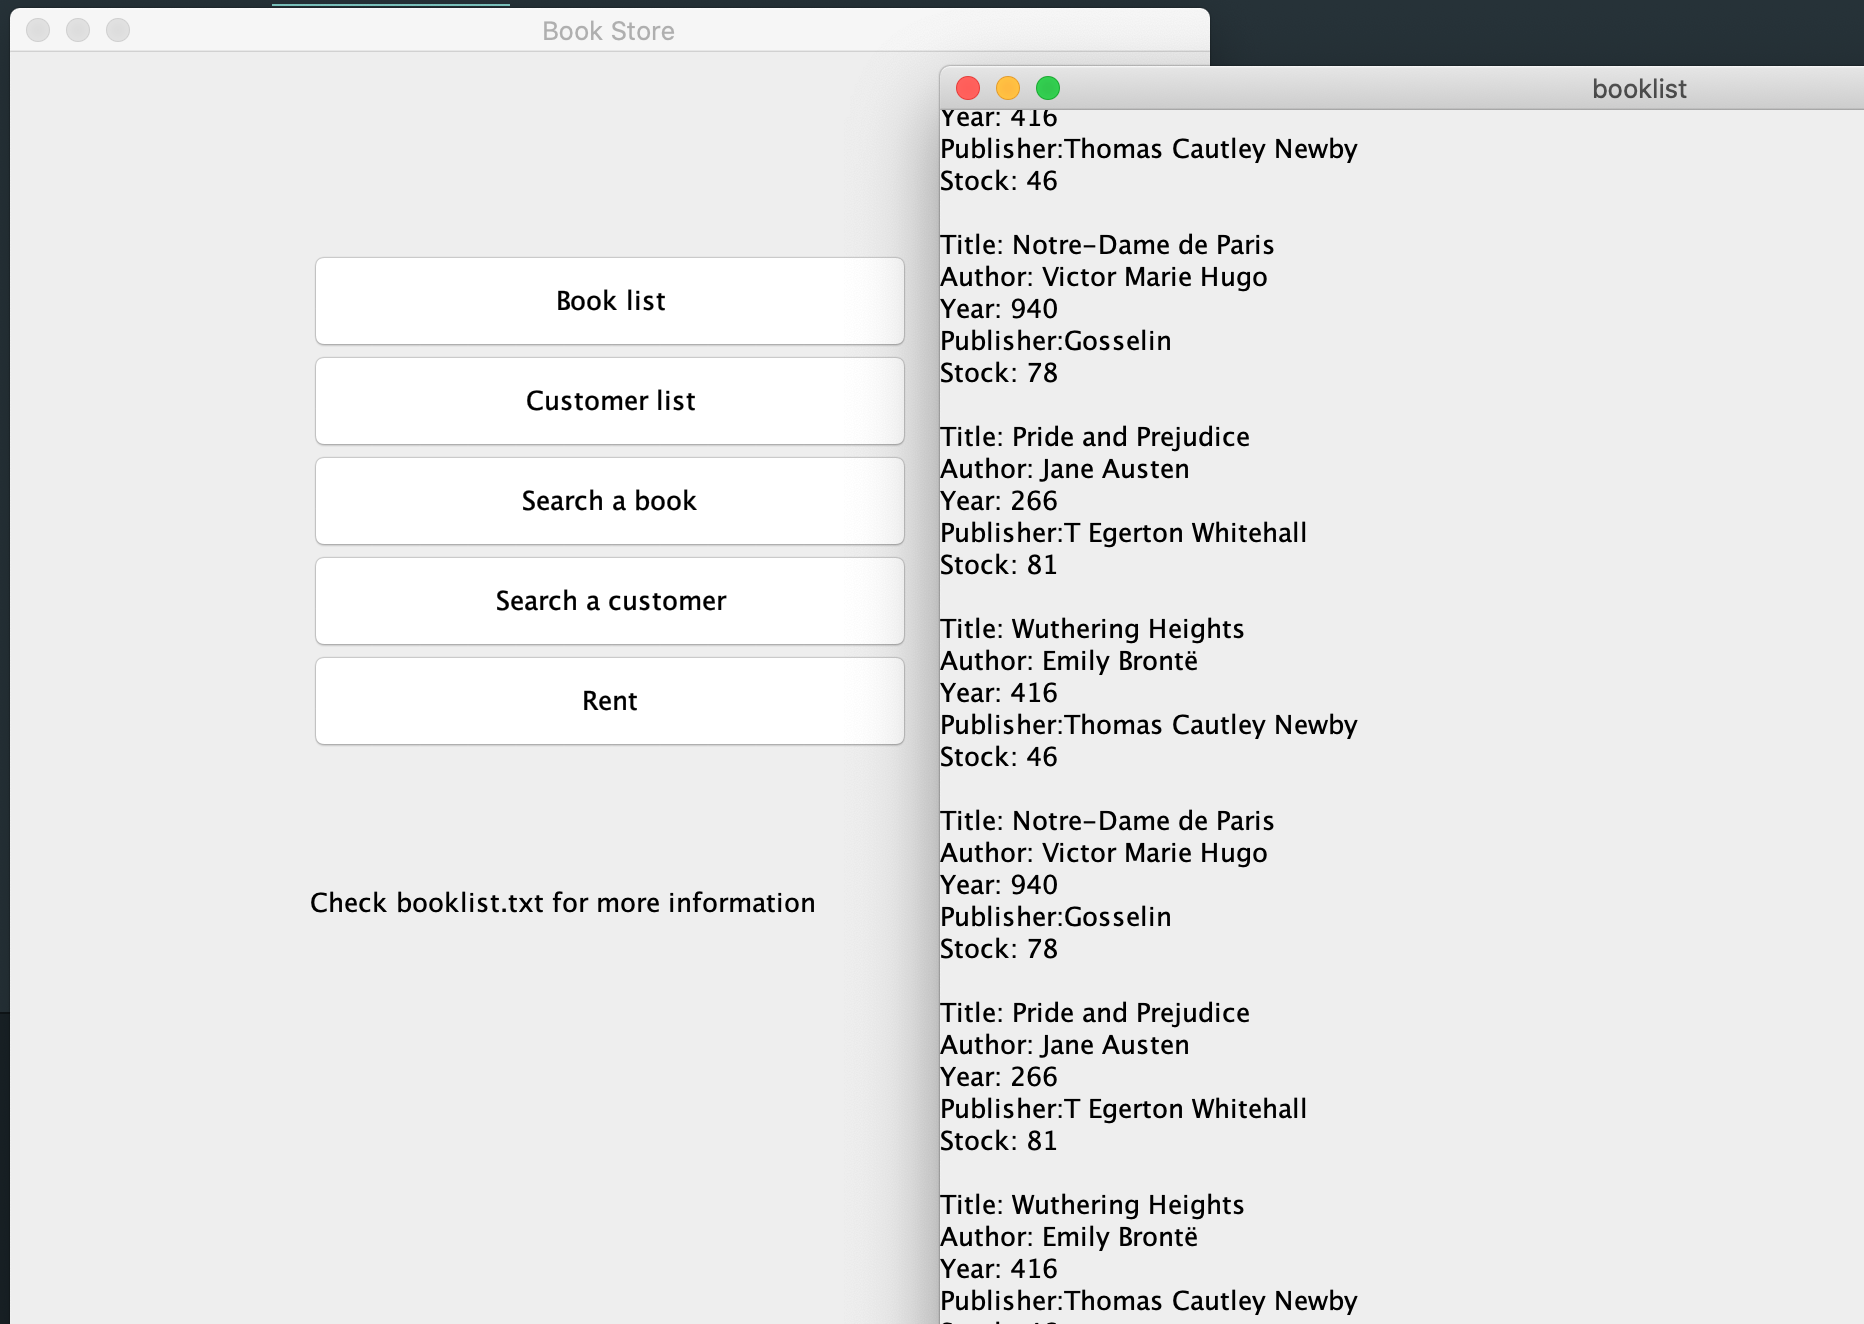 Book Store
Book list
Customer list
Search a book
Search a customer
Rent
Check booklist.txt for more information
booklist
Year: 416
Publisher:Thomas Cautley Newby
Stock: 46
Title: Notre-Dame de Paris
Author: Victor Marie Hugo
Year: 940
Publisher:Gosselin
Stock: 78
Title: Pride and Prejudice
Author: Jane Austen
Year: 266
Publisher:T Egerton Whitehall
Stock: 81
Title: Wuthering Heights
Author: Emily Brontë
Year: 416
Publisher:Thomas Cautley Newby
Stock: 46
Title: Notre-Dame de Paris
Author: Victor Marie Hugo
Year: 940
Publisher:Gosselin
Stock: 78
Title: Pride and Prejudice
Author: Jane Austen
Year: 266
Publisher:T Egerton Whitehall
Stock: 81
Title: Wuthering Heights
Author: Emily Brontë
Year: 416
Publisher:Thomas Cautley Newby